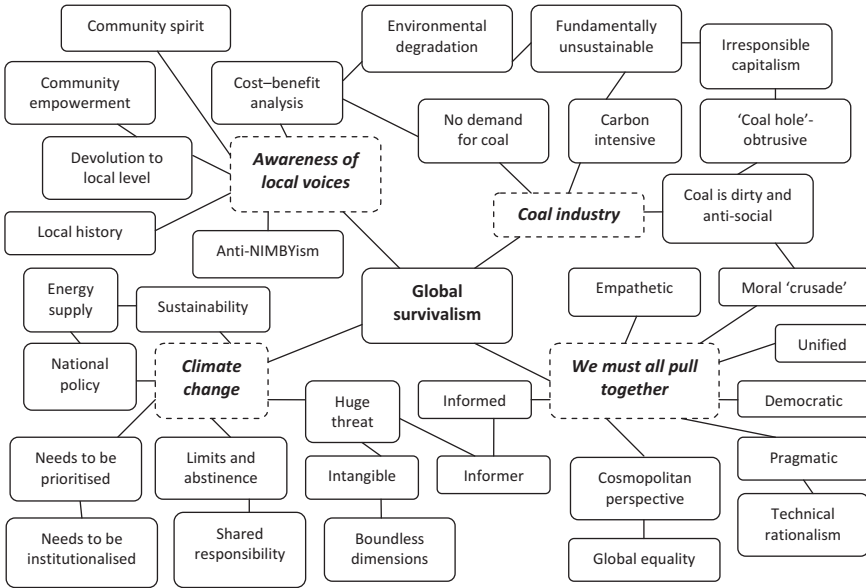 Community spirit
Environmental
degradation
Fundamentally
unsustainable
Irresponsible
capitalism
Community
empowerment
Cost–benefit
analysis
No demand
for coal
Carbon
intensive
‘Coal hole’-
obtrusive
Devolution to
local level
Awareness of
local voices
Coal industry
Coal is dirty and
anti-social
Local history
Anti-NIMBYism
Energy
supply
Sustainability
Global
survivalism
Empathetic
Moral ‘crusade’
National
policy
Climate
change
We must all pull
together
Unified
Huge
threat
Informed
Democratic
Needs to be
prioritised
Limits and
abstinence
Intangible
Informer
Cosmopolitan
perspective
Pragmatic
Needs to be
institutionalised
Shared
responsibility
Boundless
dimensions
Global equality
Technical
rationalism